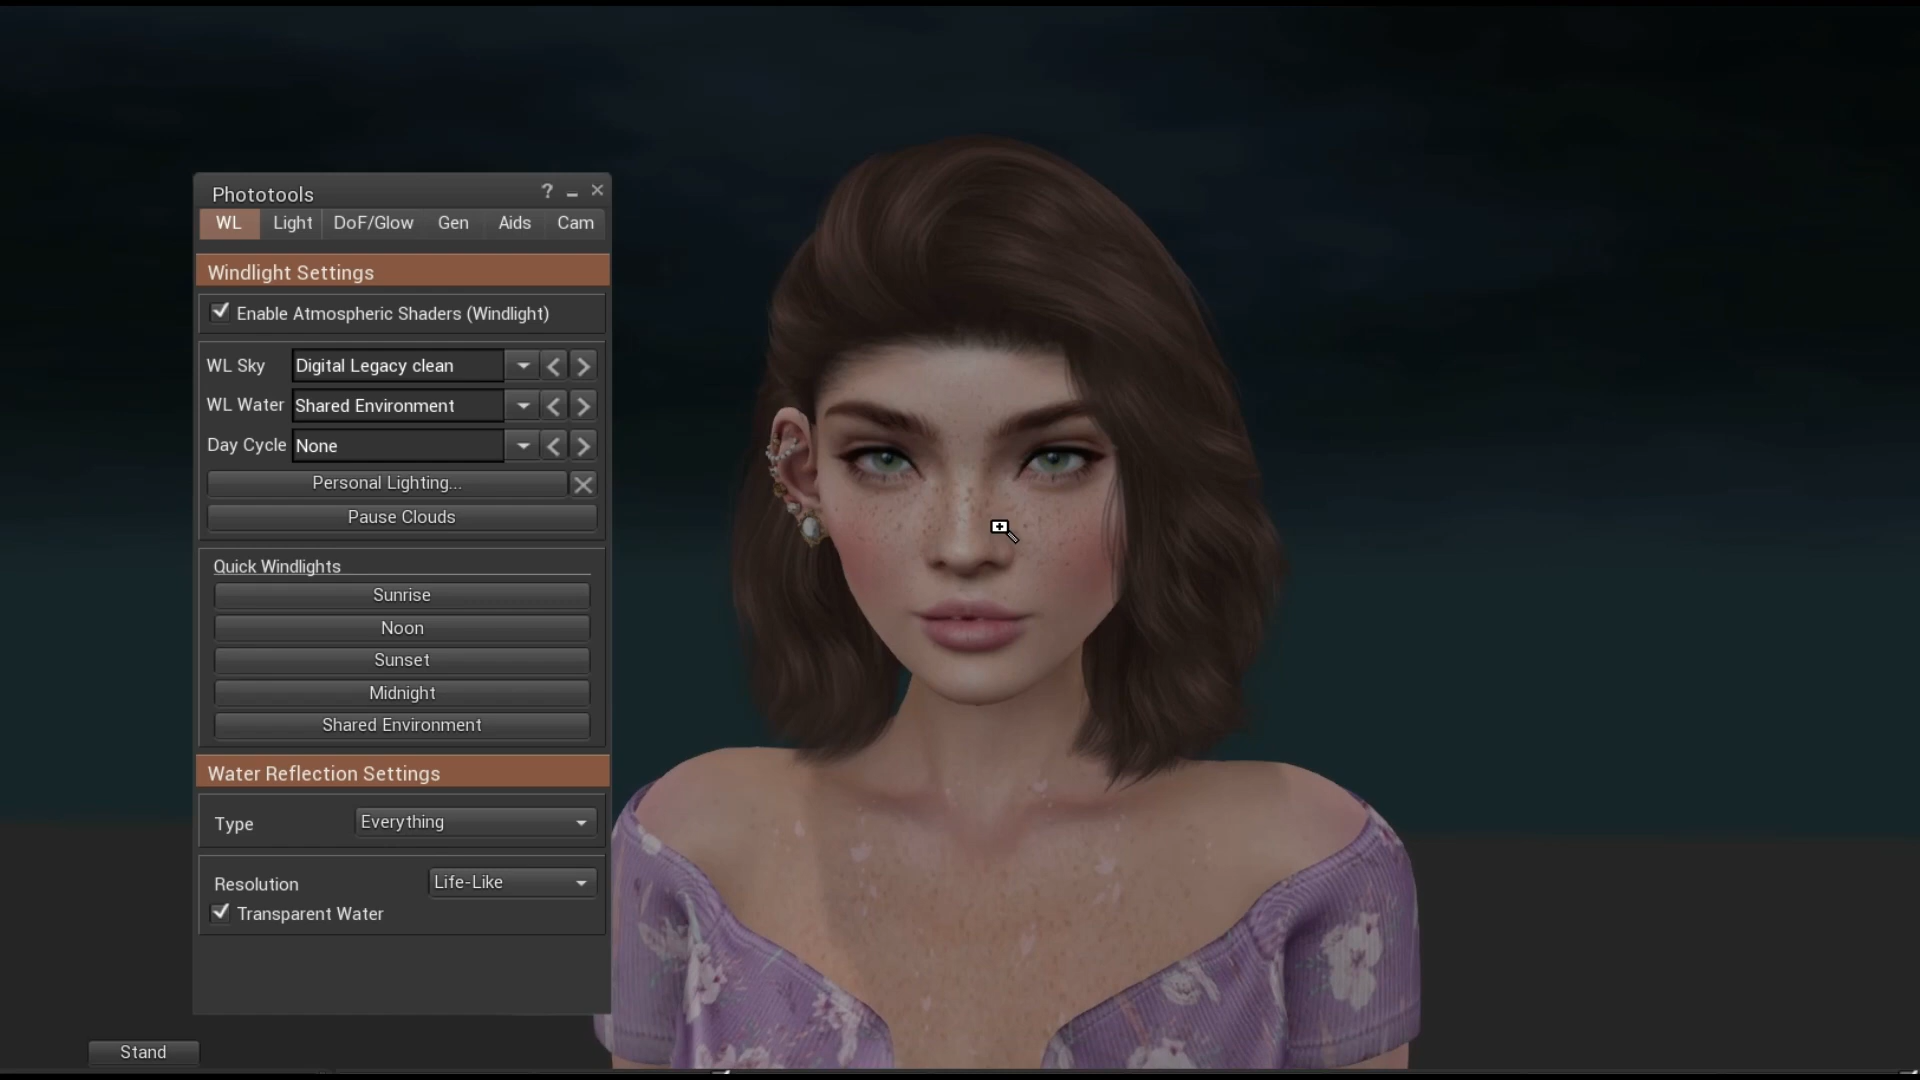 Phototools ?
WL Light DoF/Glow Gen Aids Cam
Windlight Settings
Enable Atmospheric Shaders (Windlight)
WL Sky Digital Legacy clean
WL Water Shared Environment
Day Cycle None
Personal Lighting...
Pause Clouds
Quick Windlights
Sunrise
Noon
Sunset
Midnight
Shared Environment
Water Reflection Settings
Type Everything
Resolution Life-Like
Transparent Water
Stand